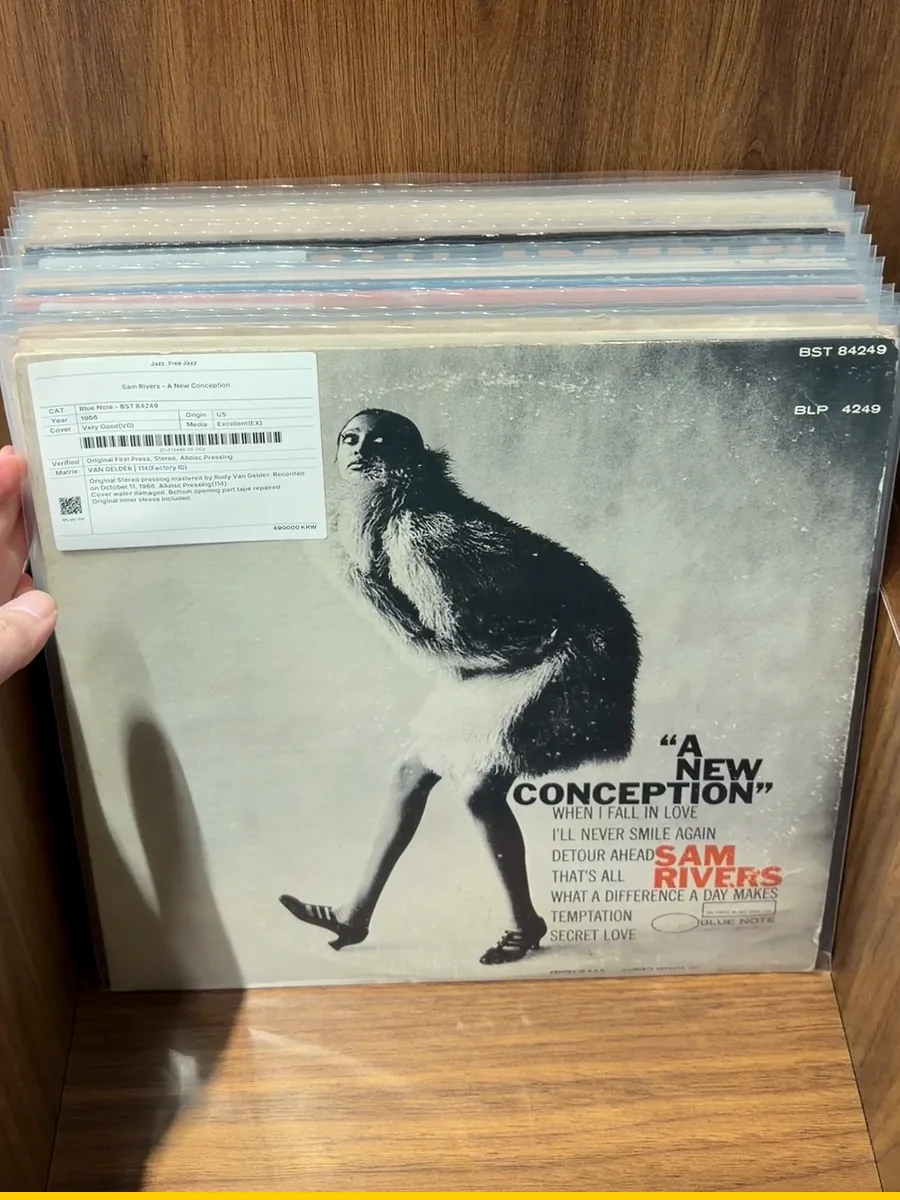 Jazz, Free Jazz
Sam Rivers – A New Conception
CAT. Blue Note - BST 84249
Year 1966 Origin US
Cover Very Good(VG) Media Excellent(EX)
Verified Original First Press, Stereo, Alldisc Pressing
Matrix VAN GELDER | 114(Factory ID)
Original Stereo pressing mastered by Rudy Van Gelder. Recorded
on October 11, 1966. Alldisc Pressing(114)
Cover water damaged. Bottom opening part tape repaired
Original inner sleeve included
490000 KRW
BST 84249
BLP 4249
“A
NEW
CONCEPTION”
WHEN I FALL IN LOVE
I'LL NEVER SMILE AGAIN
DETOUR AHEAD
THAT'S ALL
WHAT A DIFFERENCE A DAY MAKES
TEMPTATION
SECRET LOVE
SAM
RIVERS
BLUE NOTE
PRINTED IN U.S.A.